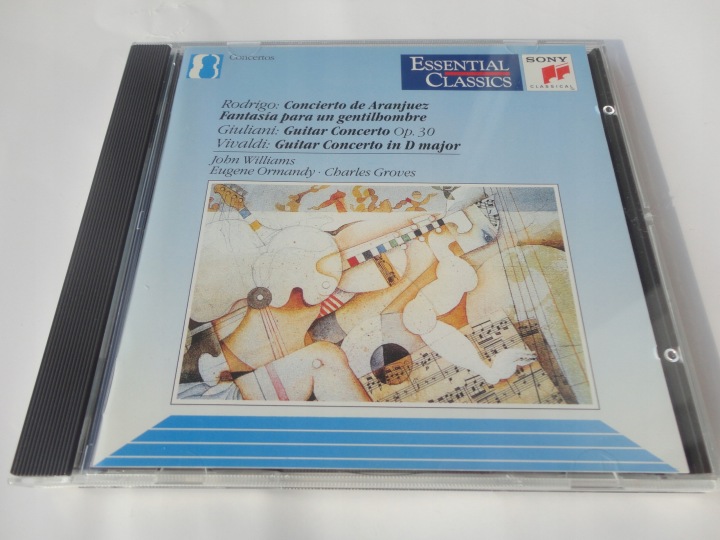 Concertos
ESSENTIAL
CLASSICS
SONY
CLASSICAL
Rodrigo: Concierto de Aranjuez
Fantasía para un gentilhombre
Giuliani: Guitar Concerto Op. 30
Vivaldi: Guitar Concerto in D major
John Williams
Eugene Ormandy · Charles Groves